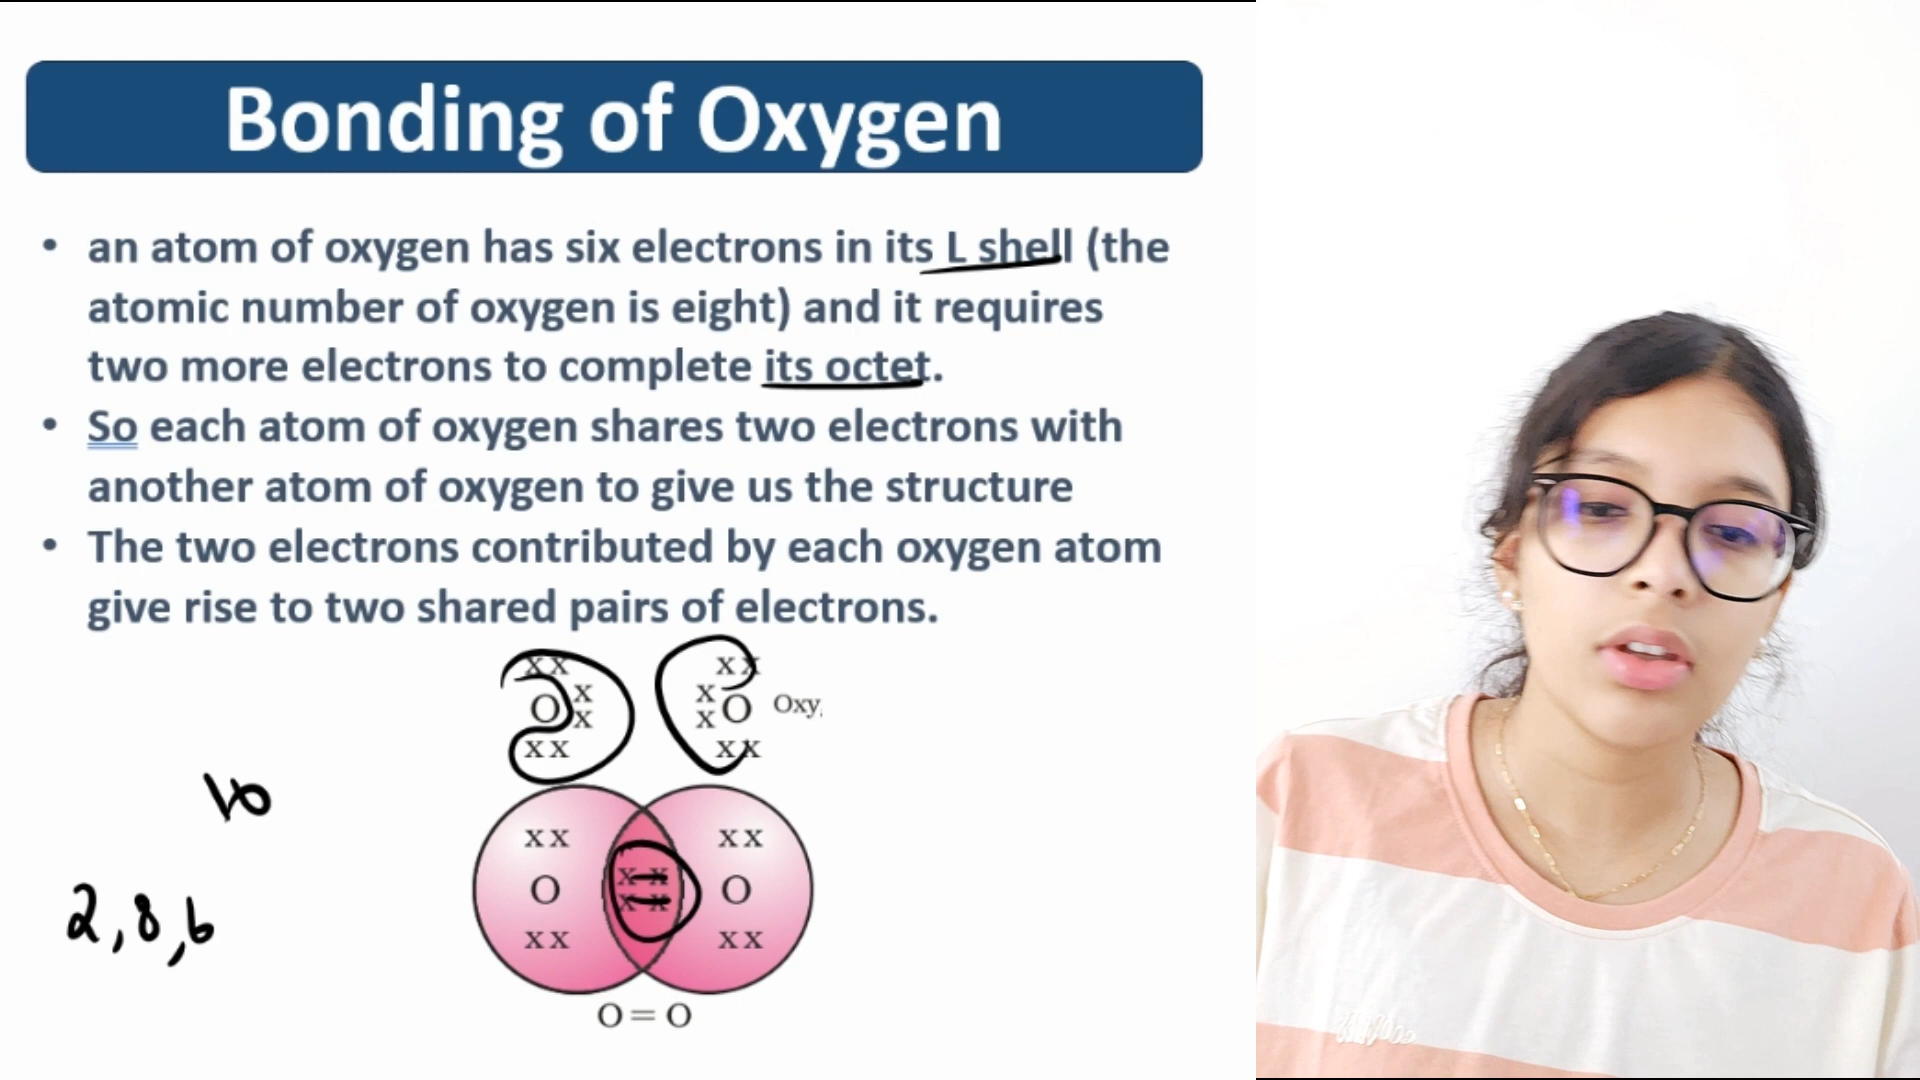 Bonding of Oxygen
• an atom of oxygen has six electrons in its L shell (the
atomic number of oxygen is eight) and it requires
two more electrons to complete its octet.
• So each atom of oxygen shares two electrons with
another atom of oxygen to give us the structure
• The two electrons contributed by each oxygen atom
give rise to two shared pairs of electrons.
xx xx
x x
O O Oxy
x x
xx xx
16
xx xx
x x
O O
x x
2,8,6
xx xx
O = O